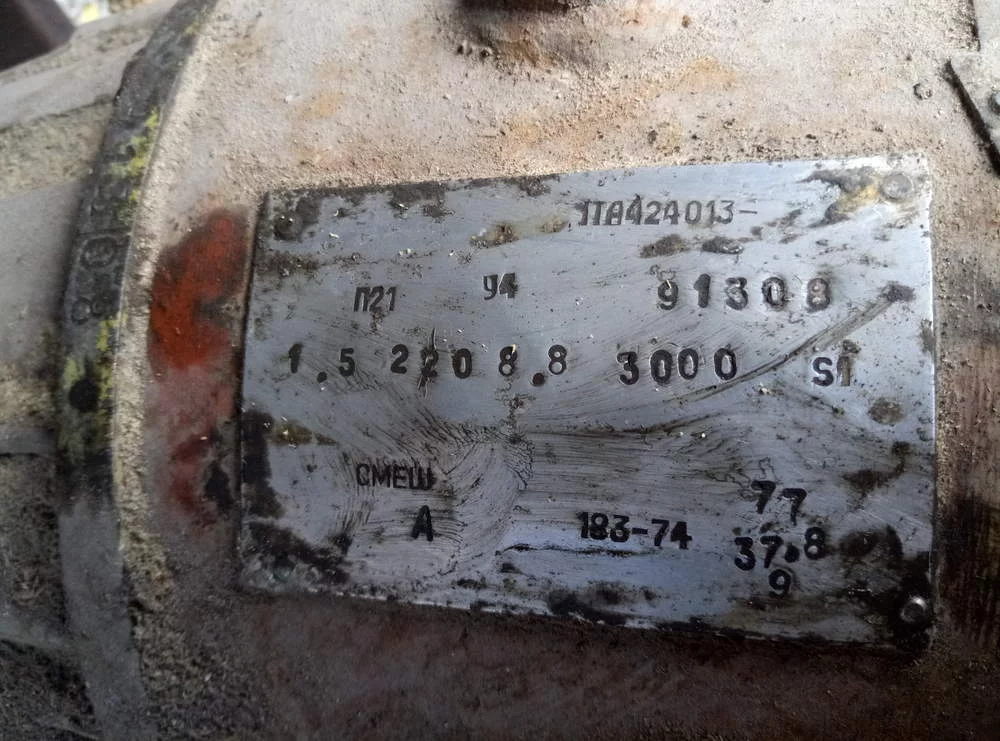 1ПА424013-
П21 У4 91308
1.5 220 8.8 3000 S1
СМЕШ
77
А 183-74
37.8
9